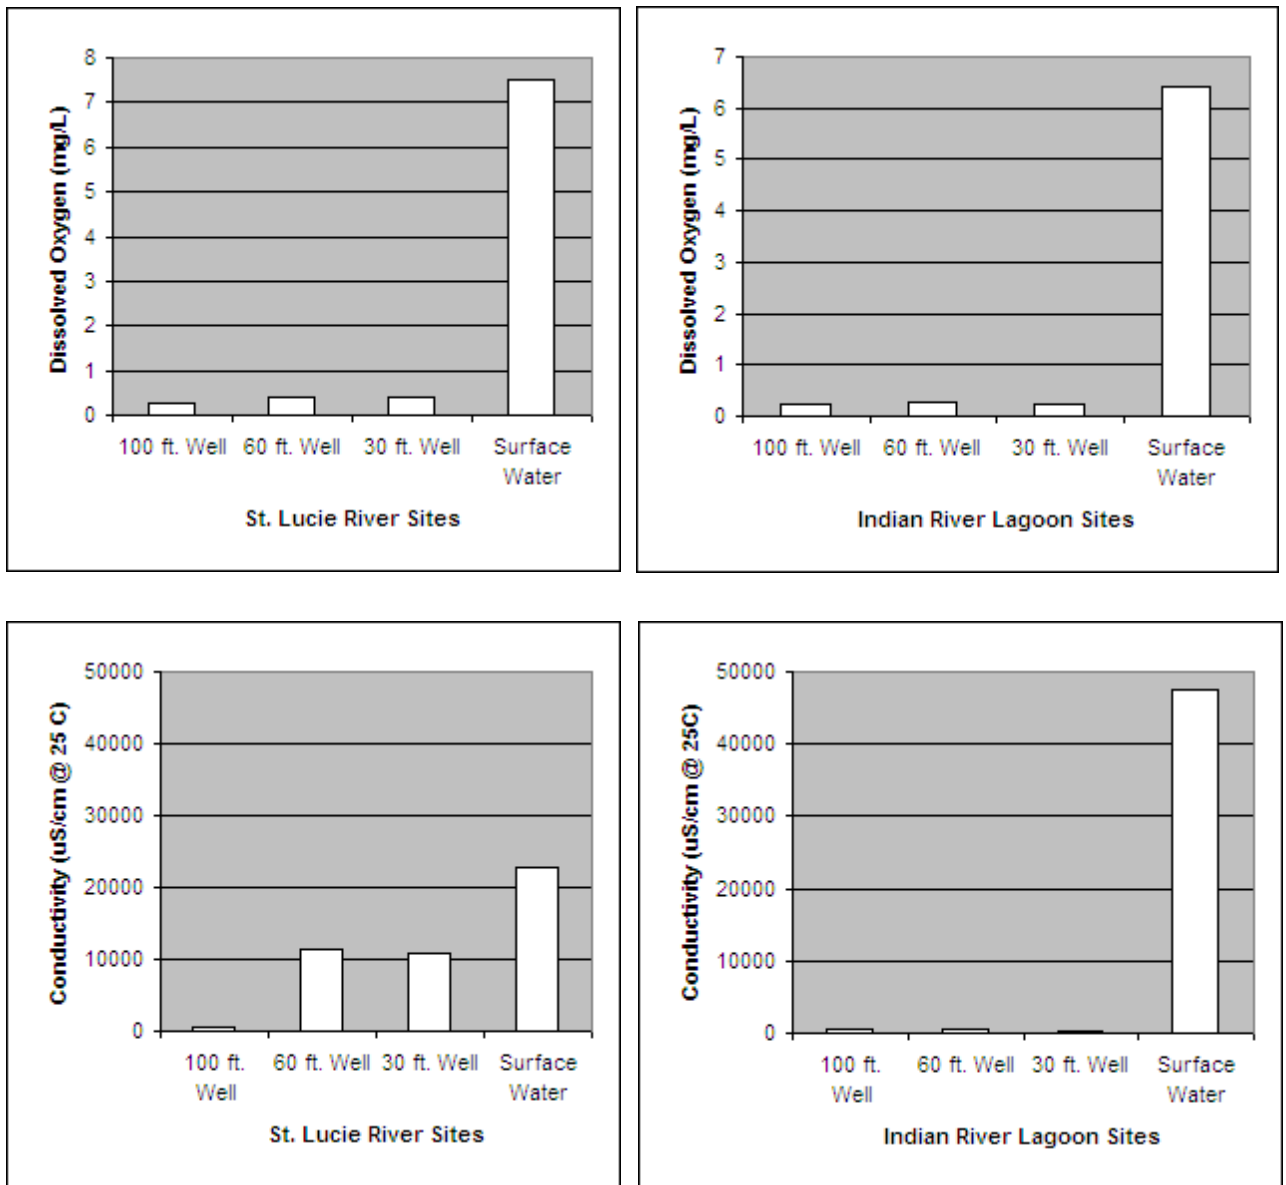 8
7
6
5
4
3
2
1
0
Dissolved Oxygen (mg/L)
100 ft. Well 60 ft. Well 30 ft. Well Surface
Water
St. Lucie River Sites
7
6
5
4
3
2
1
0
Dissolved Oxygen (mg/L)
100 ft. Well 60 ft. Well 30 ft. Well Surface
Water
Indian River Lagoon Sites
50000
40000
30000
20000
10000
0
Conductivity (uS/cm @ 25 C)
100 ft. 60 ft. Well 30 ft. Well Surface
Well Water
St. Lucie River Sites
50000
40000
30000
20000
10000
0
Conductivity (uS/cm @ 25C)
100 ft. 60 ft. Well 30 ft. Well Surface
Well Water
Indian River Lagoon Sites